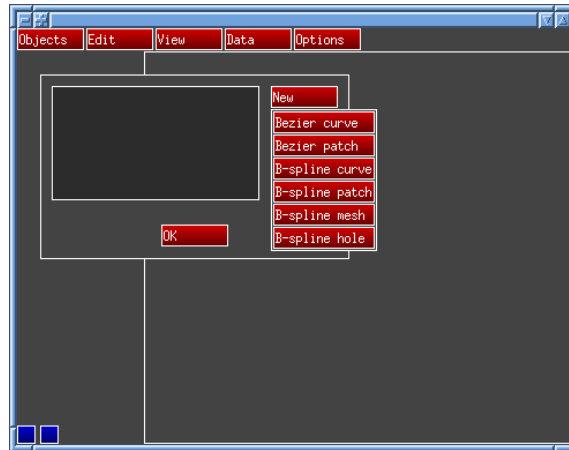 Objects Edit View Data Options
New
Bezier curve
Bezier patch
B-spline curve
B-spline patch
B-spline mesh
OK
B-spline hole